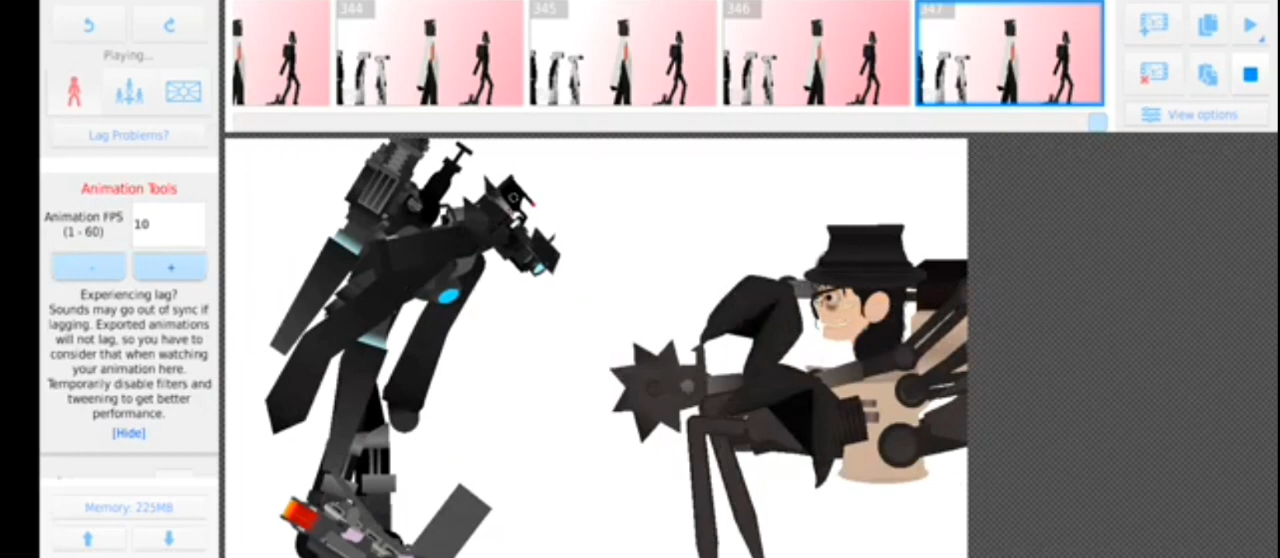 344
345
346
347
Playing...
Lag Problems?
View options
Animation Tools
Animation FPS
(1 - 60)
10
-
+
Experiencing lag?
Sounds may go out of sync if
lagging. Exported animations
will not lag, so you have to
consider that when watching
your animation here.
Temporarily disable filters and
tweening to get better
performance.
[Hide]
Memory: 225MB